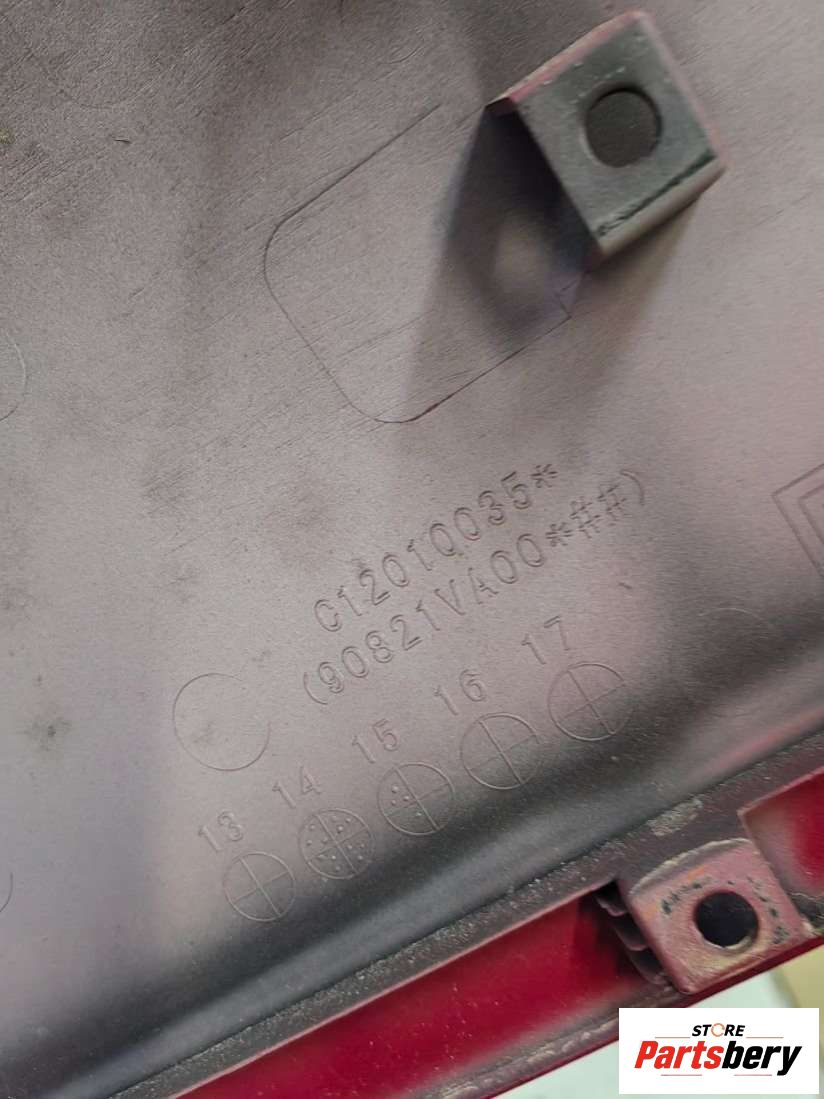 C1201Q035*
(90821VA00*##)
13 14 15 16 17
STORE
Partsbery